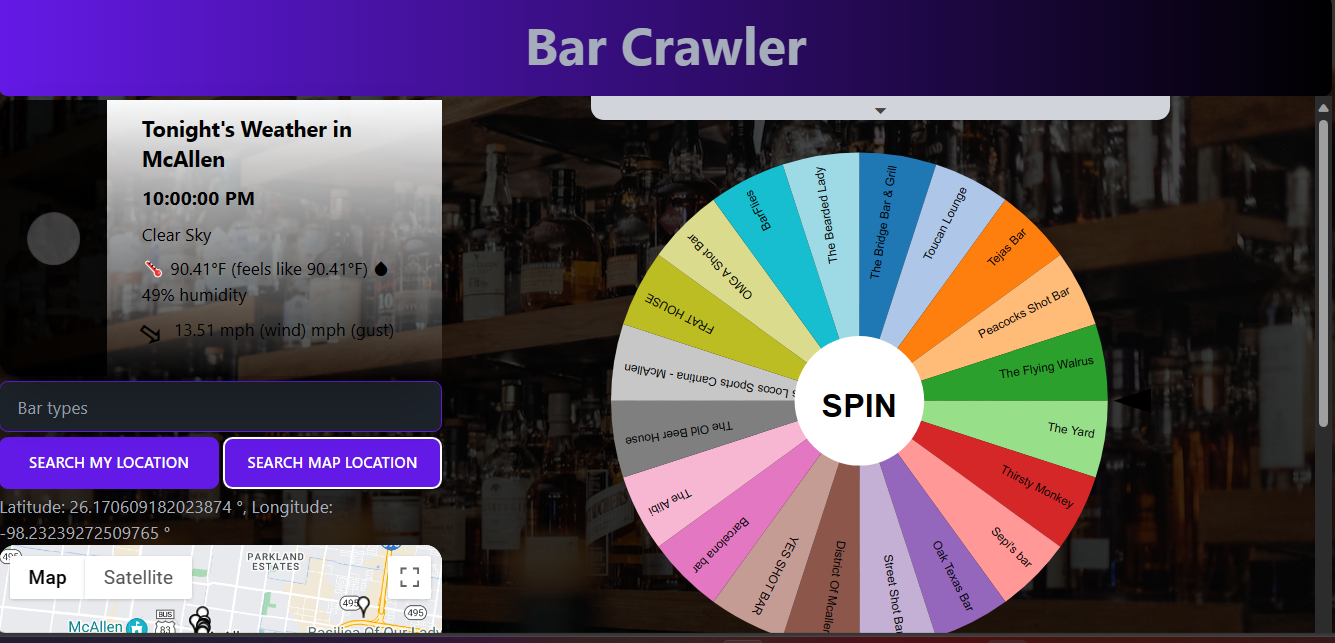 Bar Crawler
Tonight's Weather in
McAllen
10:00:00 PM
Clear Sky
90.41°F (feels like 90.41°F)
49% humidity
13.51 mph (wind) mph (gust)
Bar types
SEARCH MY LOCATION
SEARCH MAP LOCATION
Latitude: 26.170609182023874 °, Longitude:
-98.23239272509765 °
Map
Satellite
PARKLAND
ESTATES
495
495
BUS
83
McAllen
Basilica Of Our Lady
The Bridge Bar & Grill
Toucan Lounge
Tejas Bar
Peacocks Shot Bar
The Flying Walrus
The Yard
Thirsty Monkey
Sepi's bar
Oak Texas Bar
Street Shot Ba
District Of Mcallen
YES SHOT BAR
Barcelona bar
The Alibi
The Old Beer House
s Locos Sports Cantina - McAllen
FRAT HOUSE
OMG A Shot Bar
BarFlies
The Bearded Lady
SPIN